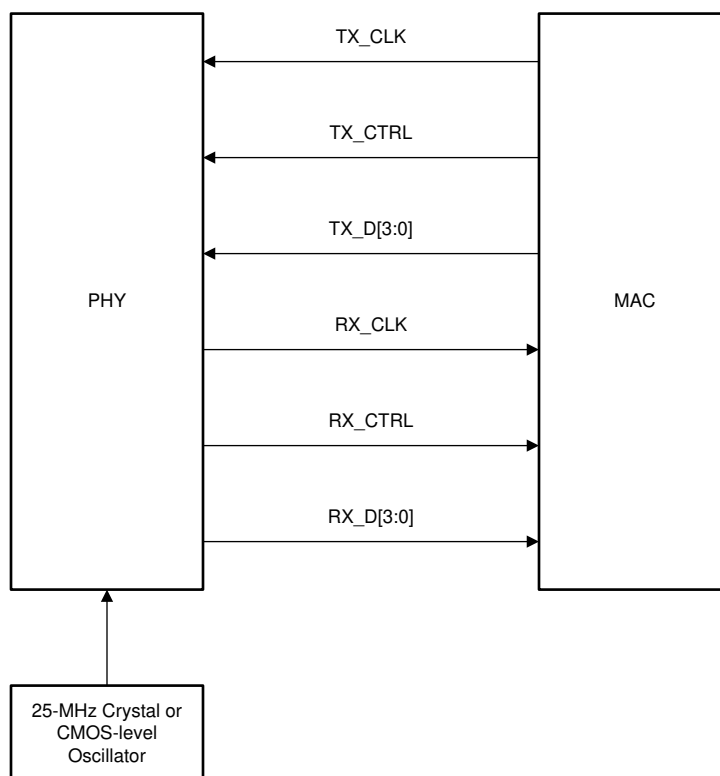 TX_CLK
TX_CTRL
TX_D[3:0]
PHY
MAC
RX_CLK
RX_CTRL
RX_D[3:0]
25-MHz Crystal or
CMOS-level
Oscillator